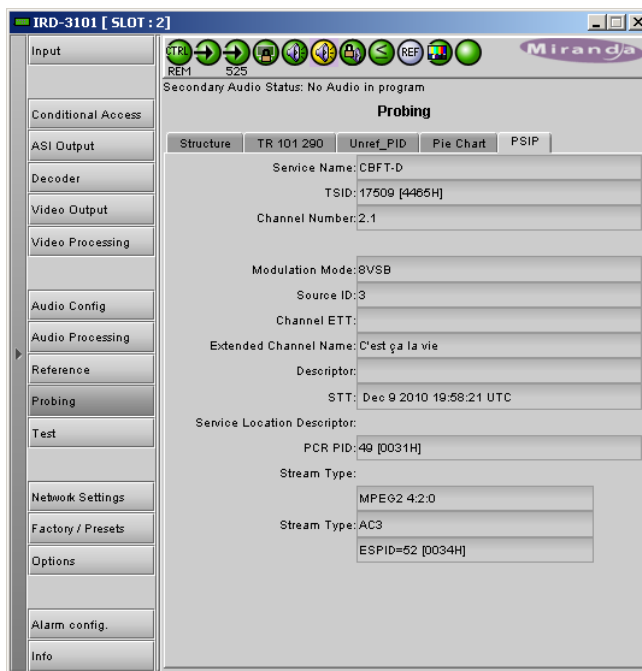 IRD-3101 [ SLOT : 2 ]
Input
Conditional Access
ASI Output
Decoder
Video Output
Video Processing
Audio Config
Audio Processing
Reference
Probing
Test
Network Settings
Factory / Presets
Options
Alarm config.
Info
CTRL REF Miranda
REM 525
Secondary Audio Status: No Audio in program
Probing
Structure TR 101 290 Unref_PID Pie Chart PSIP
Service Name: CBFT-D
TSID: 17509 [4465H]
Channel Number: 2.1
Modulation Mode: 8VSB
Source ID: 3
Channel ETT:
Extended Channel Name: C'est ça la vie
Descriptor:
STT: Dec 9 2010 19:58:21 UTC
Service Location Descriptor:
PCR PID: 49 [0031H]
Stream Type:
MPEG2 4:2:0
Stream Type: AC3
ESPID=52 [0034H]